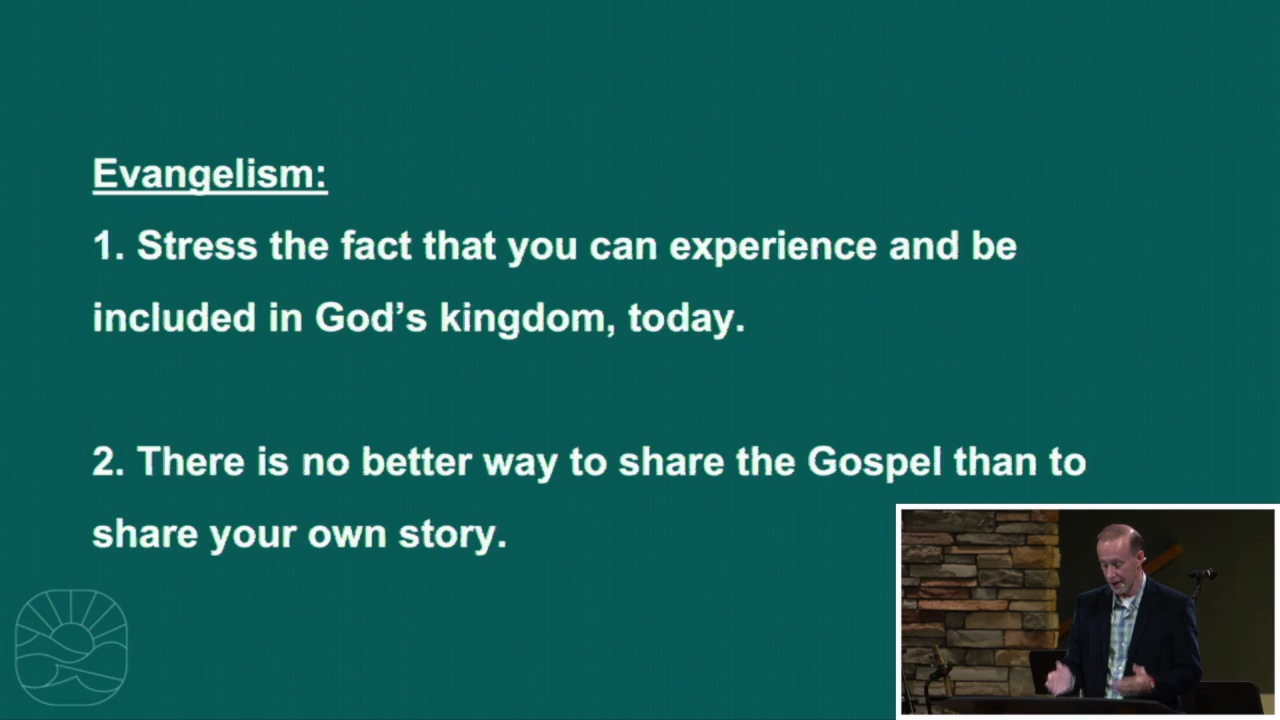 Evangelism:
1. Stress the fact that you can experience and be
included in God’s kingdom, today.
2. There is no better way to share the Gospel than to
share your own story.